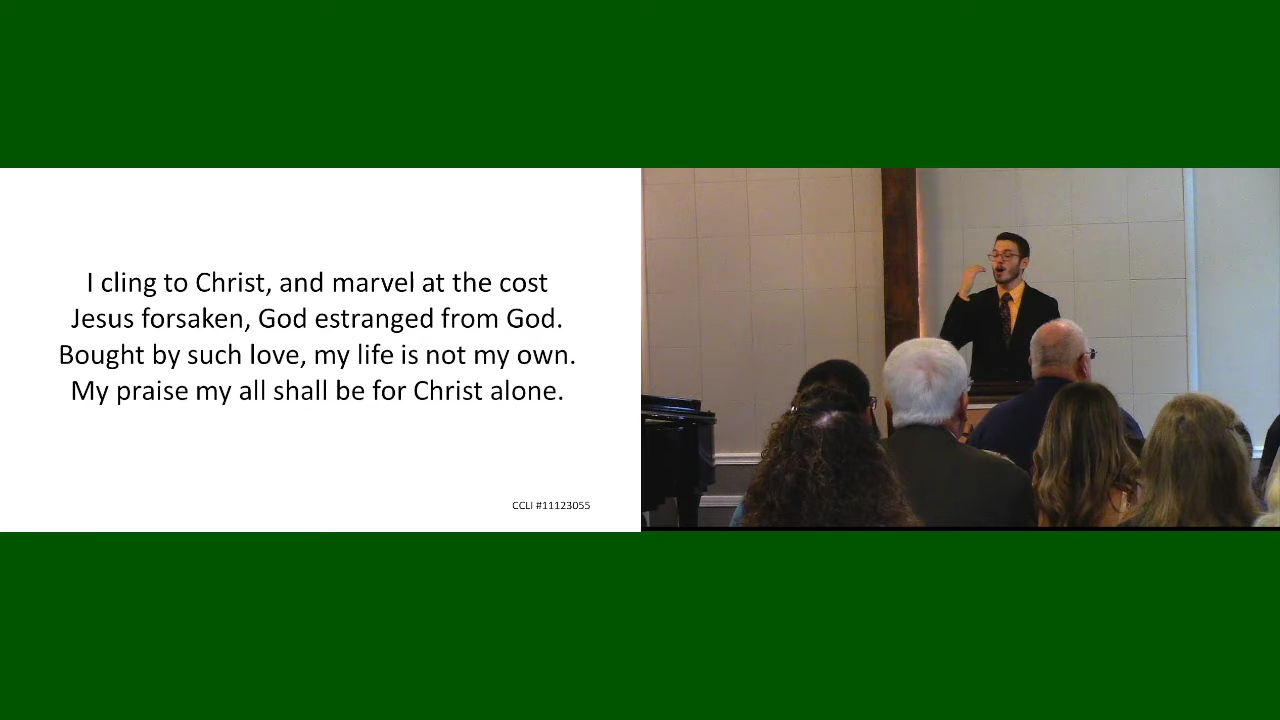 I cling to Christ, and marvel at the cost
Jesus forsaken, God estranged from God.
Bought by such love, my life is not my own.
My praise my all shall be for Christ alone.
CCLI #11123055